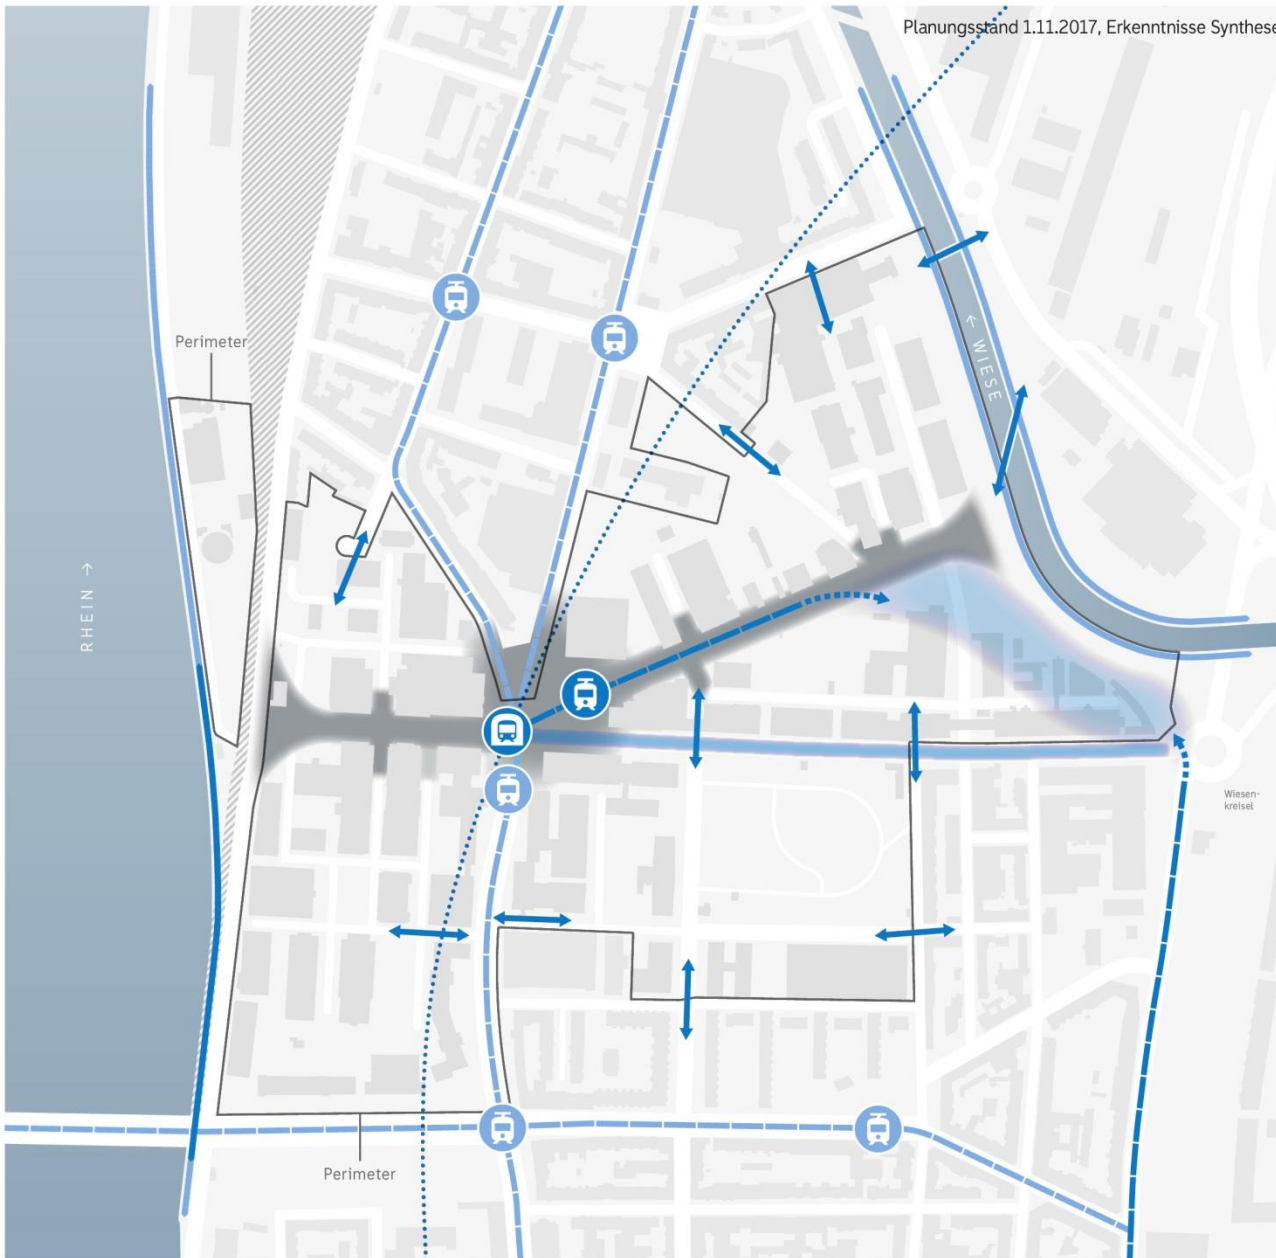 Planungsstand 1.11.2017, Erkenntnisse Synthese
← WIESE
Perimeter
RHEIN →
Wiesen-
kreisel
Perimeter